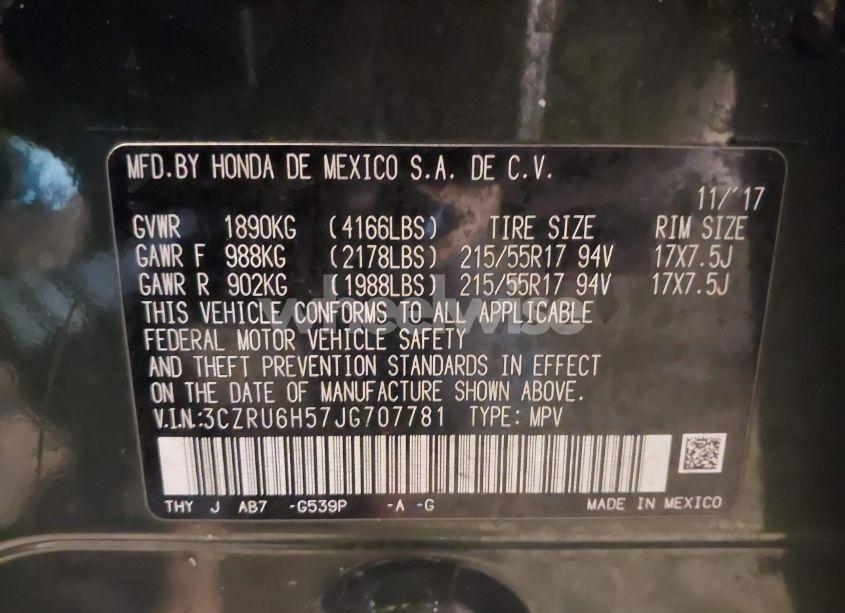 MFD.BY HONDA DE MEXICO S.A. DE C.V.
11/'17
GVWR 1890KG (4166LBS) TIRE SIZE RIM SIZE
GAWR F 988KG (2178LBS) 215/55R17 94V 17X7.5J
GAWR R 902KG (1988LBS) 215/55R17 94V 17X7.5J
THIS VEHICLE CONFORMS TO ALL APPLICABLE
FEDERAL MOTOR VEHICLE SAFETY
AND THEFT PREVENTION STANDARDS IN EFFECT
ON THE DATE OF MANUFACTURE SHOWN ABOVE.
V.I.N.:3CZRU6H57JG707781 TYPE: MPV
THY J AB7 -G539P -A -G MADE IN MEXICO
wheelwise